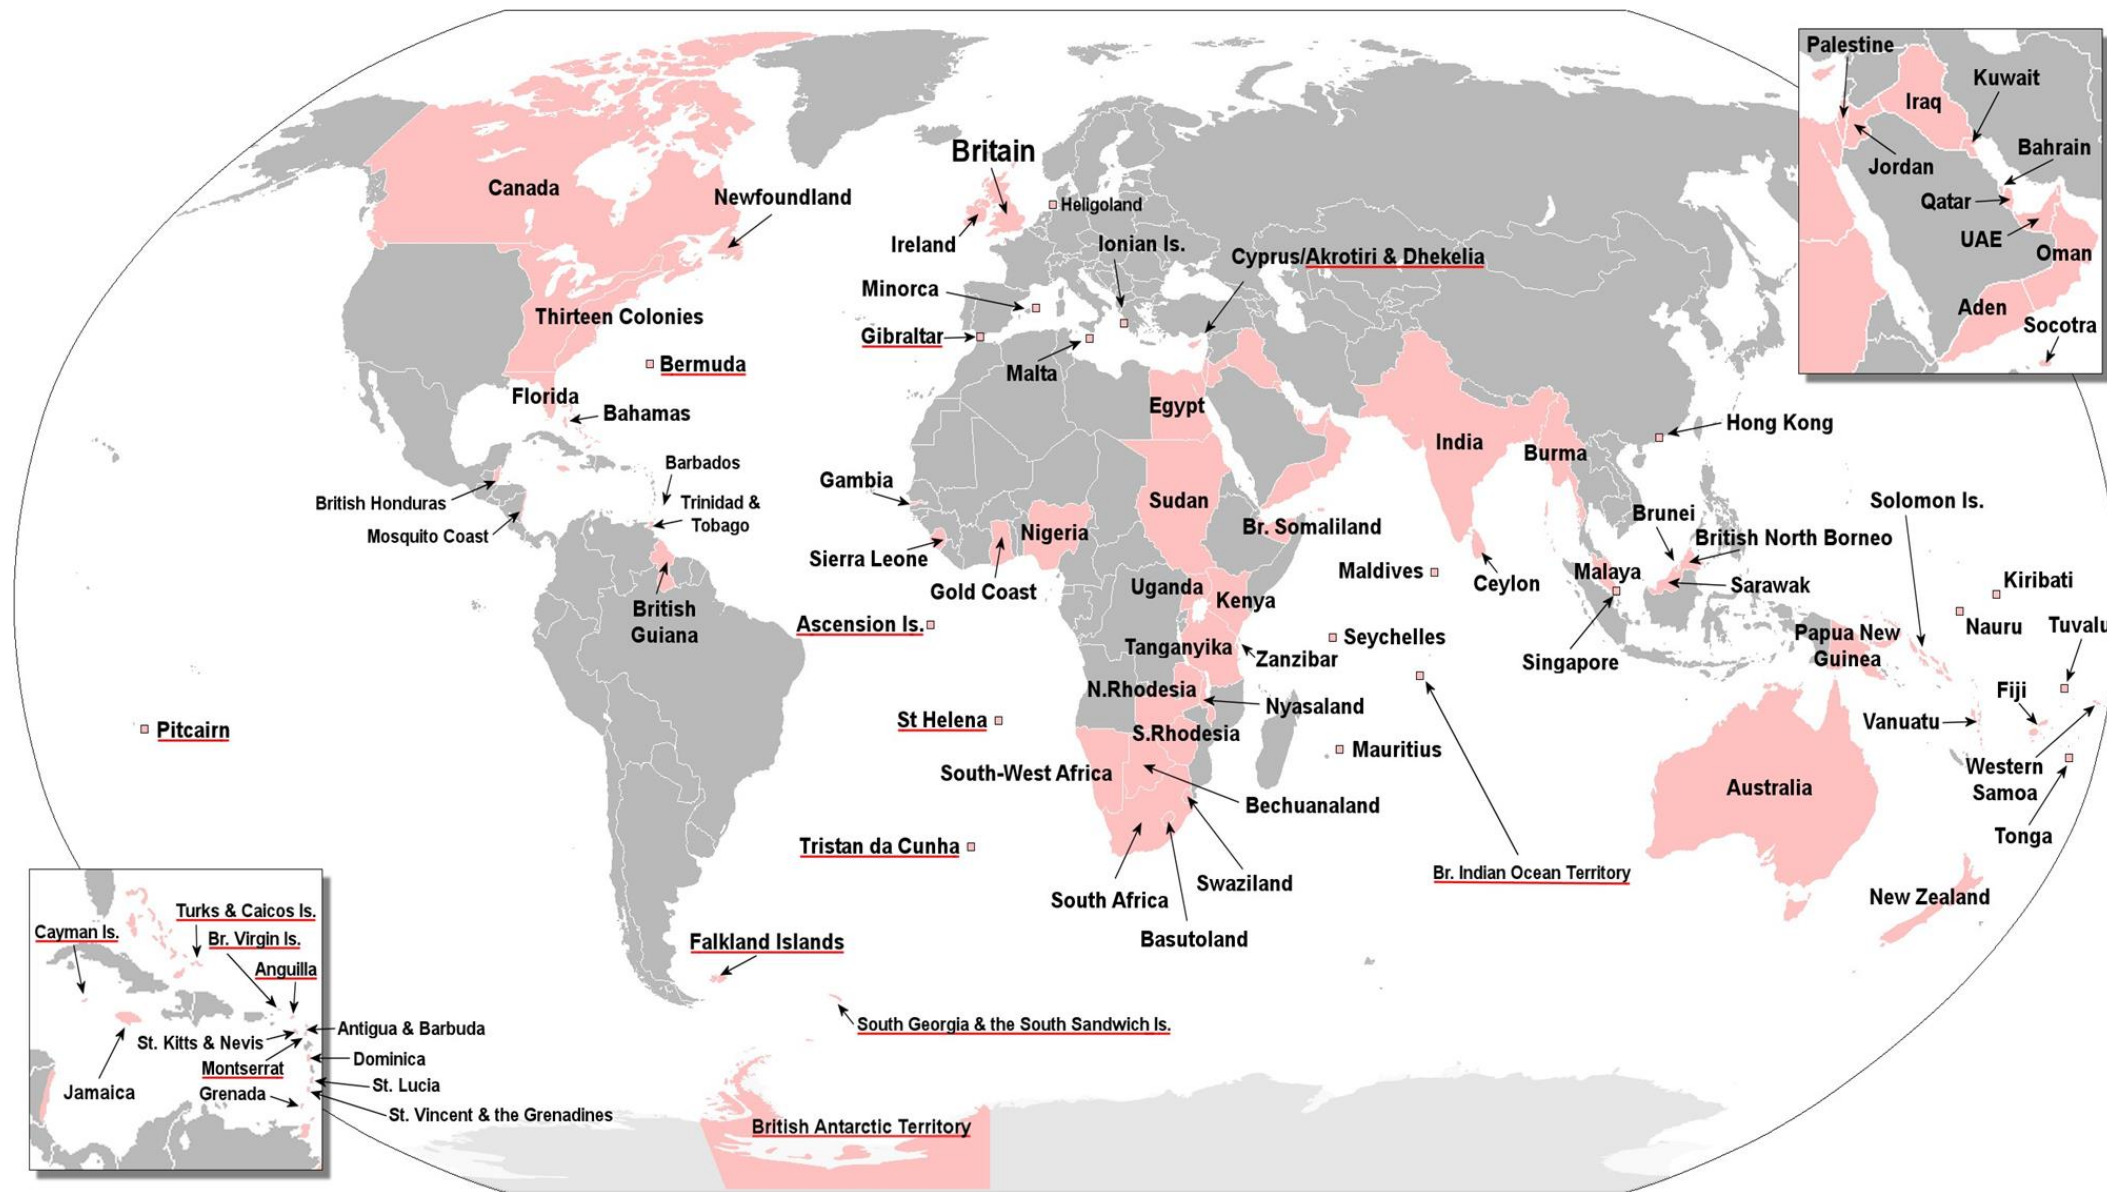 Palestine
Kuwait
Iraq
Bahrain
Jordan
Qatar
UAE
Oman
Aden
Socotra
Britain
Canada
Newfoundland
Heligoland
Ireland
Ionian Is.
Cyprus/Akrotiri & Dhekelia
Minorca
Thirteen Colonies
Gibraltar
Bermuda
Malta
Florida
Bahamas
Egypt
Hong Kong
India
Burma
Barbados
Gambia
British Honduras
Trinidad &
Tobago
Sudan
Solomon Is.
Mosquito Coast
Nigeria
Br. Somaliland
Brunei
British North Borneo
Sierra Leone
Gold Coast
Maldives
Ceylon
Malaya
Sarawak
Kiribati
Uganda
Kenya
British
Guiana
Ascension Is.
Seychelles
Nauru
Tuvalu
Tanganyika
Zanzibar
Singapore
Papua New
Guinea
N.Rhodesia
Nyasaland
Fiji
Pitcairn
St Helena
S.Rhodesia
Vanuatu
Mauritius
South-West Africa
Western
Samoa
Australia
Bechuanaland
Tonga
Tristan da Cunha
Br. Indian Ocean Territory
Swaziland
South Africa
New Zealand
Basutoland
Falkland Islands
South Georgia & the South Sandwich Is.
British Antarctic Territory
Turks & Caicos Is.
Cayman Is.
Br. Virgin Is.
Anguilla
Antigua & Barbuda
St. Kitts & Nevis
Dominica
Montserrat
St. Lucia
Jamaica
Grenada
St. Vincent & the Grenadines